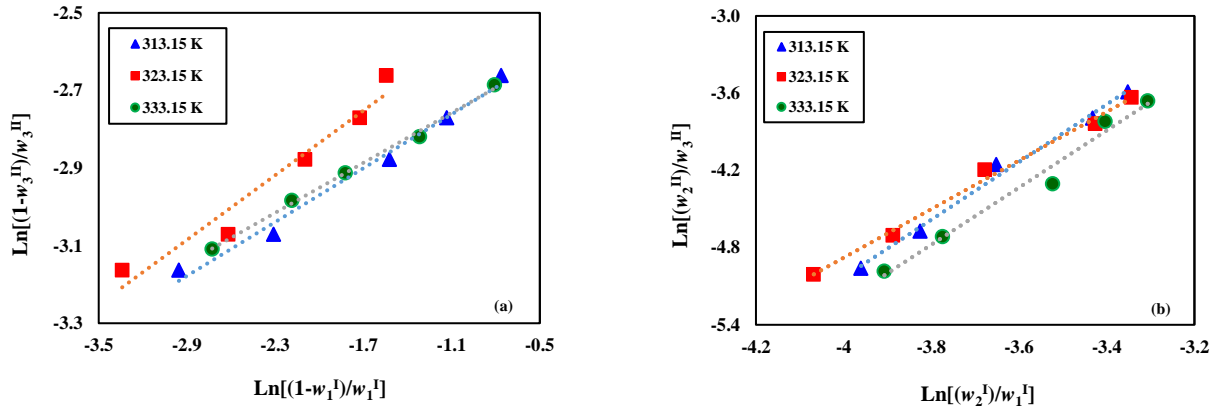 -2.5
-2.7
-2.9
-3.1
-3.3
-3.5
-2.9
-2.3
-1.7
-1.1
-0.5
Ln[(1-w₃ᴵᴵ)/w₃ᴵᴵ]
Ln[(1-w₁ᴵ)/w₁ᴵ]
313.15 K
323.15 K
333.15 K
(a)
-3.0
-3.6
-4.2
-4.8
-5.4
-4.2
-4
-3.8
-3.6
-3.4
-3.2
Ln[(w₂ᴵᴵ)/w₃ᴵᴵ]
Ln[(w₂ᴵ)/w₁ᴵ]
313.15 K
323.15 K
333.15 K
(b)